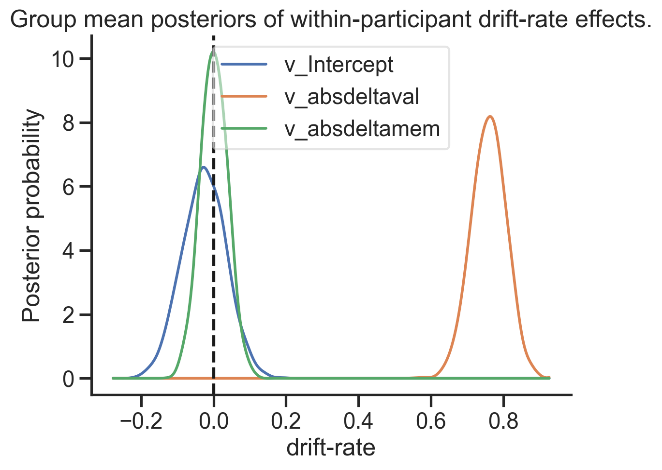 Group mean posteriors of within-participant drift-rate effects.
Posterior probability
10
8
6
4
2
0
v_Intercept
v_absdeltaval
v_absdeltamem
−0.2 0.0 0.2 0.4 0.6 0.8
drift-rate